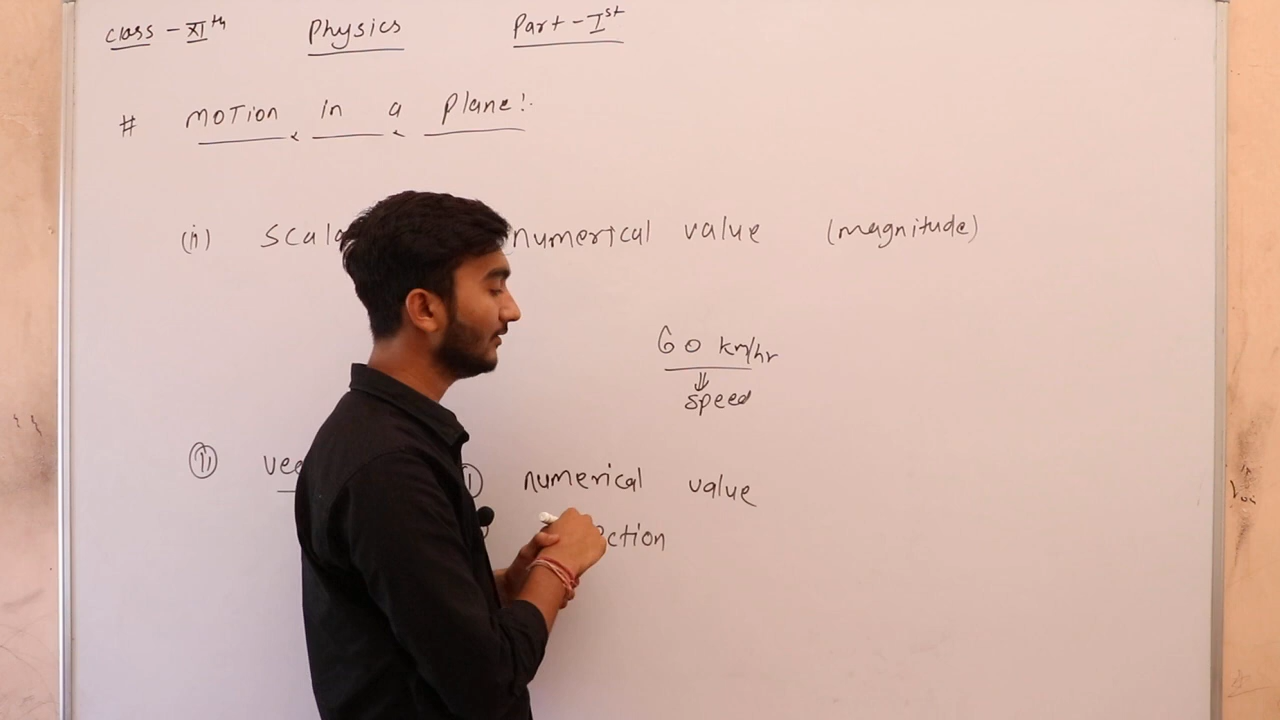 class - XIth Physics Part - Ist
# MOTion in a Plane!
(i) scala numerical value (magnitude)
60 km/hr
speed
(ii) vec (i) numerical value
ction